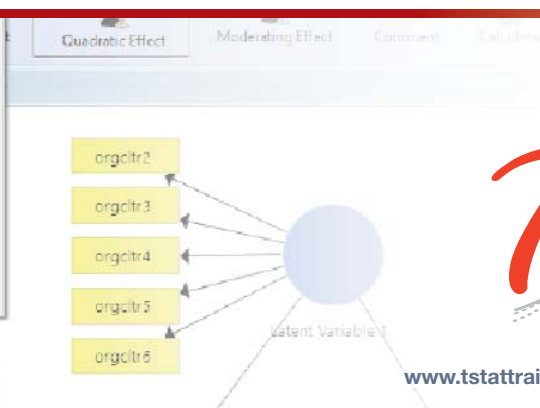 Quadratic Effect
Moderating Effect
Comment
orgcltr2
orgcltr3
orgcltr4
orgcltr5
orgcltr6
Latent Variable 1
www.tstattrai